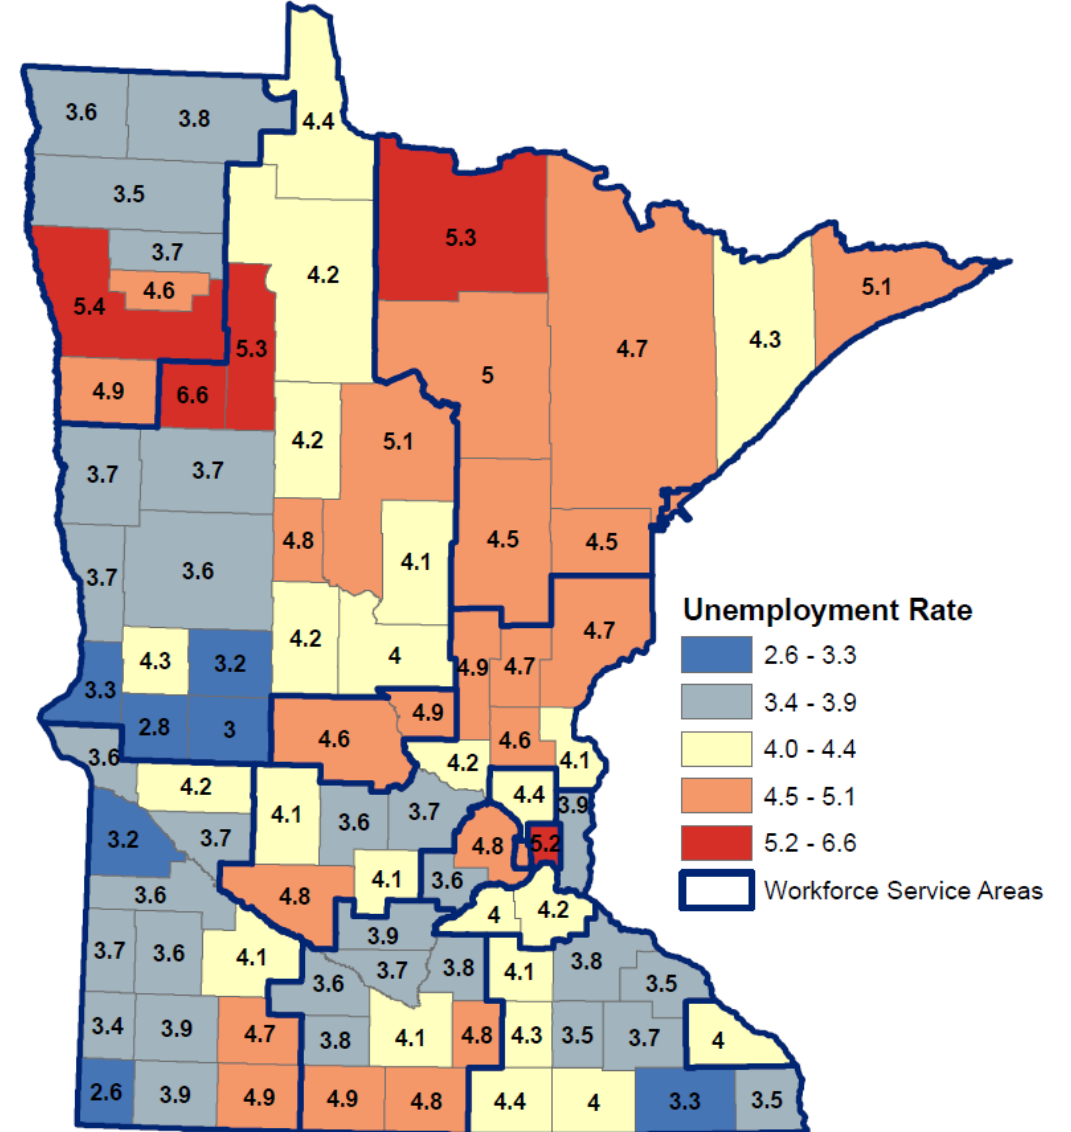 3.6 3.8 4.4
3.5
3.7 5.3
4.6 4.2 5.1
5.4
5.3 4.7 4.3
4.9 6.6 5
4.2 5.1
3.7 3.7
4.8 4.5 4.5
3.7 3.6 4.1
Unemployment Rate
2.6 - 3.3
3.4 - 3.9
4.0 - 4.4
4.5 - 5.1
5.2 - 6.6
Workforce Service Areas
4.2 4.7
4.3 3.2 4 4.9 4.7
3.3
2.8 3 4.6 4.9 4.6
3.6 4.2 4.1
4.2 4.4
4.1 3.6 3.7 3.9
3.2 3.7 4.8 5.2
3.6 4.8 4.1 3.6
4 4.2
3.9
3.7 3.6 4.1 3.6 3.7 3.8 4.1 3.8 3.5
3.4 3.9 4.7 3.8 4.1 4.8 4.3 3.5 3.7 4
2.6 3.9 4.9 4.9 4.8 4.4 4 3.3 3.5